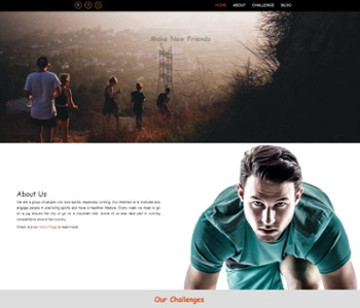 HOME ABOUT CHALLENGE BLOG
Make New Friends
About Us
We are a group of people who love sports, especially running. Our intention is to motivate and
engage people in exercising sports and have a healthier lifestyle. Every week we meet to go
on a jog around the city or go on a mountain trail. Some of us also take part in running
competitions around the country.
Check out our About Page to learn more!
Our Challenges